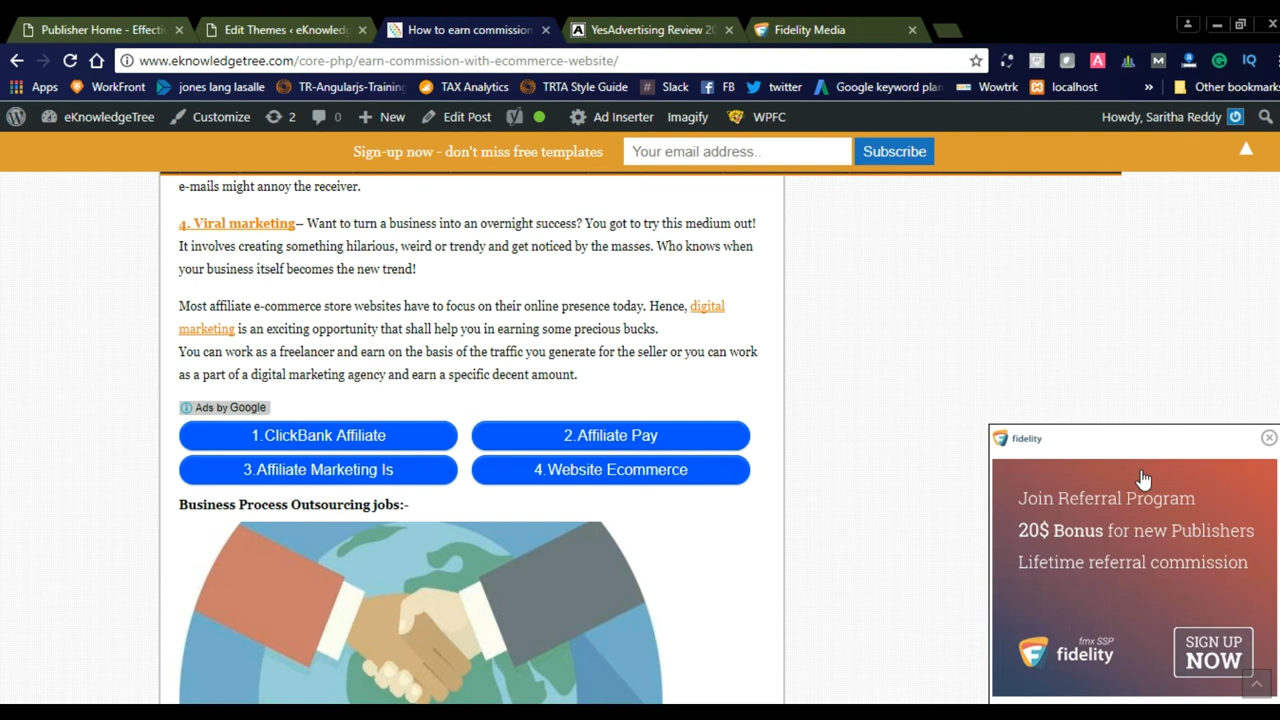 Publisher Home - Effecti
Edit Themes ‹ eKnowledg
How to earn commission
YesAdvertising Review 20
Fidelity Media
www.eknowledgetree.com/core-php/earn-commission-with-ecommerce-website/
Apps
WorkFront
jones lang lasalle
TR-Angularjs-Training
TAX Analytics
TRTA Style Guide
Slack
FB
twitter
Google keyword plan
Wowtrk
localhost
»
Other bookmarks
eKnowledgeTree
Customize
2
0
New
Edit Post
Ad Inserter
Imagify
WPFC
Howdy, Saritha Reddy
Sign-up now - don't miss free templates
Your email address..
Subscribe
e-mails might annoy the receiver.
4. Viral marketing– Want to turn a business into an overnight success? You got to try this medium out!
It involves creating something hilarious, weird or trendy and get noticed by the masses. Who knows when
your business itself becomes the new trend!
Most affiliate e-commerce store websites have to focus on their online presence today. Hence, digital
marketing is an exciting opportunity that shall help you in earning some precious bucks.
You can work as a freelancer and earn on the basis of the traffic you generate for the seller or you can work
as a part of a digital marketing agency and earn a specific decent amount.
Ads by Google
1.ClickBank Affiliate
2.Affiliate Pay
3.Affiliate Marketing Is
4.Website Ecommerce
Business Process Outsourcing jobs:-
fidelity
Join Referral Program
20$ Bonus for new Publishers
Lifetime referral commission
fmx SSP
fidelity
SIGN UP
NOW